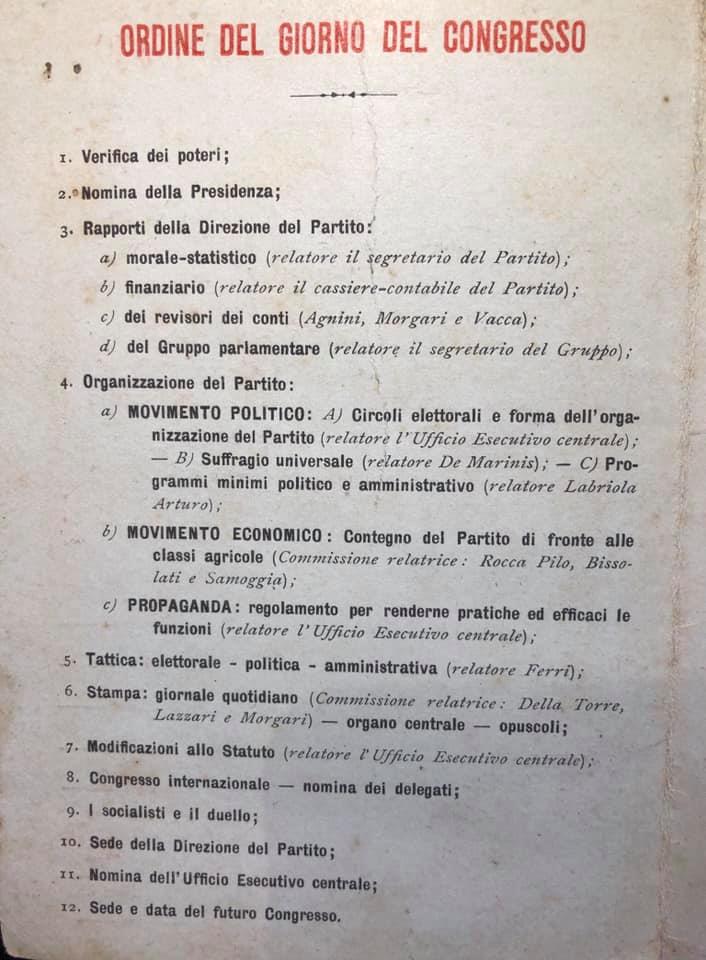 ORDINE DEL GIORNO DEL CONGRESSO
1. Verifica dei poteri;
2. Nomina della Presidenza;
3. Rapporti della Direzione del Partito:
a) morale-statistico (relatore il segretario del Partito);
b) finanziario (relatore il cassiere-contabile del Partito);
c) dei revisori dei conti (Agnini, Morgari e Vacca);
d) del Gruppo parlamentare (relatore il segretario del Gruppo);
4. Organizzazione del Partito:
a) MOVIMENTO POLITICO: A) Circoli elettorali e forma dell'orga-
nizzazione del Partito (relatore l'Ufficio Esecutivo centrale);
— B) Suffragio universale (relatore De Marinis); — C) Pro-
grammi minimi politico e amministrativo (relatore Labriola
Arturo);
b) MOVIMENTO ECONOMICO: Contegno del Partito di fronte alle
classi agricole (Commissione relatrice: Rocca Pilo, Bisso-
lati e Samoggia);
c) PROPAGANDA: regolamento per renderne pratiche ed efficaci le
funzioni (relatore l'Ufficio Esecutivo centrale);
5. Tattica: elettorale - politica - amministrativa (relatore Ferri);
6. Stampa: giornale quotidiano (Commissione relatrice: Della Torre,
Lazzari e Morgari) — organo centrale — opuscoli;
7. Modificazioni allo Statuto (relatore l'Ufficio Esecutivo centrale);
8. Congresso internazionale — nomina dei delegati;
9. I socialisti e il duello;
10. Sede della Direzione del Partito;
11. Nomina dell'Ufficio Esecutivo centrale;
12. Sede e data del futuro Congresso.